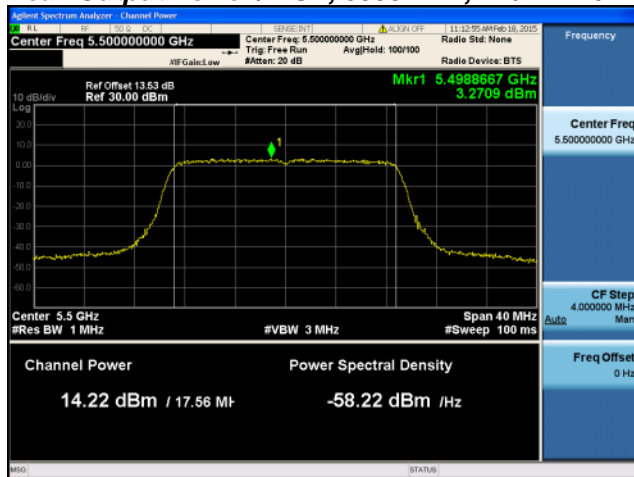 Agilent Spectrum Analyzer - Channel Power
RL RF 50 Ω DC SENSE:INT ALIGN OFF 11:12:55 AM Feb 18, 2015
Center Freq 5.500000000 GHz Center Freq: 5.500000000 GHz Radio Std: None
Trig: Free Run Avg|Hold: 100/100
#IFGain:Low #Atten: 20 dB Radio Device: BTS
Frequency
Ref Offset 13.53 dB Mkr1 5.4988667 GHz
10 dB/div Ref 30.00 dBm 3.2709 dBm
Log
20.0
10.0
0.00
-10.0
-20.0
-30.0
-40.0
-50.0
-60.0
1
Center 5.5 GHz Span 40 MHz
#Res BW 1 MHz #VBW 3 MHz #Sweep 100 ms
Channel Power Power Spectral Density
14.22 dBm / 17.56 MH -58.22 dBm /Hz
Center Freq
5.500000000 GHz
CF Step
4.000000 MHz
Auto Man
Freq Offset
0 Hz
MSG STATUS